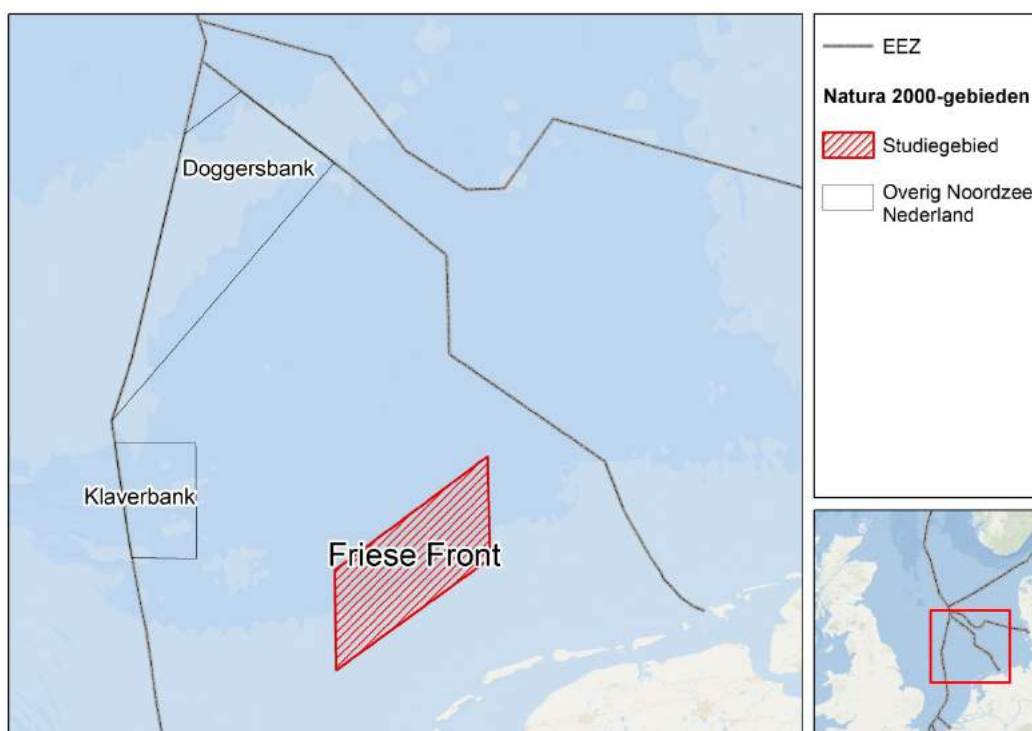 Doggersbank
Klaverbank
Friese Front
EEZ
Natura 2000-gebieden
Studiegebied
Overig Noordzee
Nederland